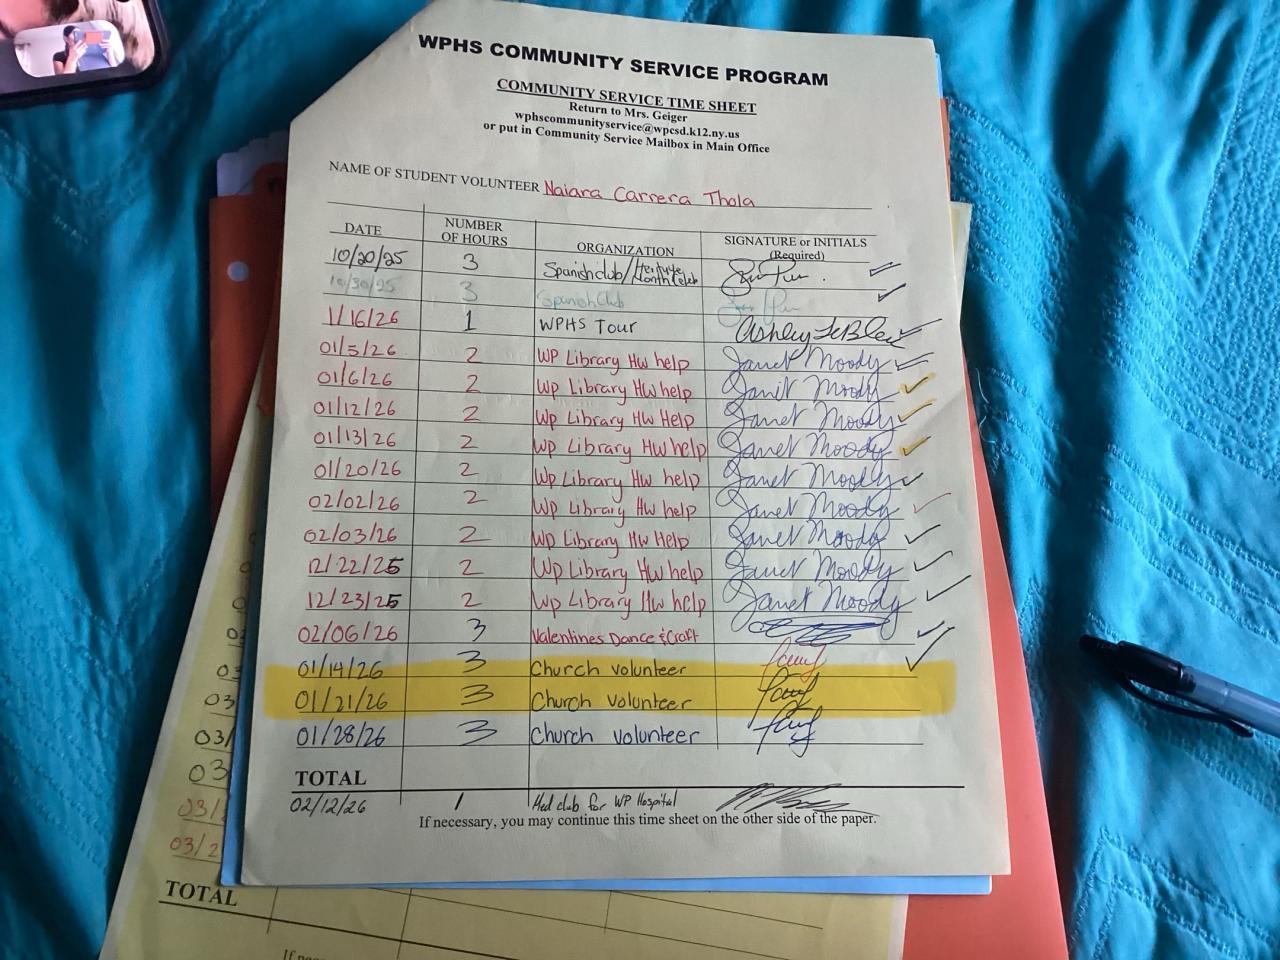 WPHS COMMUNITY SERVICE PROGRAM
COMMUNITY SERVICE TIME SHEET
Return to Mrs. Geiger
wphscommunityservice@wpcsd.k12.ny.us
or put in Community Service Mailbox in Main Office
NAME OF STUDENT VOLUNTEER Naiara Carrera Thola
DATE NUMBER OF HOURS ORGANIZATION SIGNATURE or INITIALS (Required)
10/20/25 3 Spanish club/Heritage Month Celeb
10/30/25 3 Spanish Club
1/16/26 1 WPHS Tour Ashley LeBlen
01/5/26 2 WP Library Hw help Janet Moody
01/6/26 2 Wp Library Hw help Janet Moody
01/12/26 2 Wp Library Hw Help Janet Moody
01/13/26 2 Wp Library HW help Janet Moody
01/20/26 2 Wp Library Hw help Janet Moody
02/02/26 2 Wp Library Hw help Janet Moody
02/03/26 2 WP Library Hw Help Janet Moody
12/22/25 2 Wp Library Hw help Janet Moody
12/23/25 2 Wp Library Hw help Janet Moody
02/06/26 3 Valentines Dance & Craft
01/14/26 3 Church volunteer
01/21/26 3 Church volunteer
01/28/26 3 Church volunteer
TOTAL
02/12/26 1 Med club for WP Hospital
If necessary, you may continue this time sheet on the other side of the paper.
03/
03
03/2
03/2
TOTAL
If